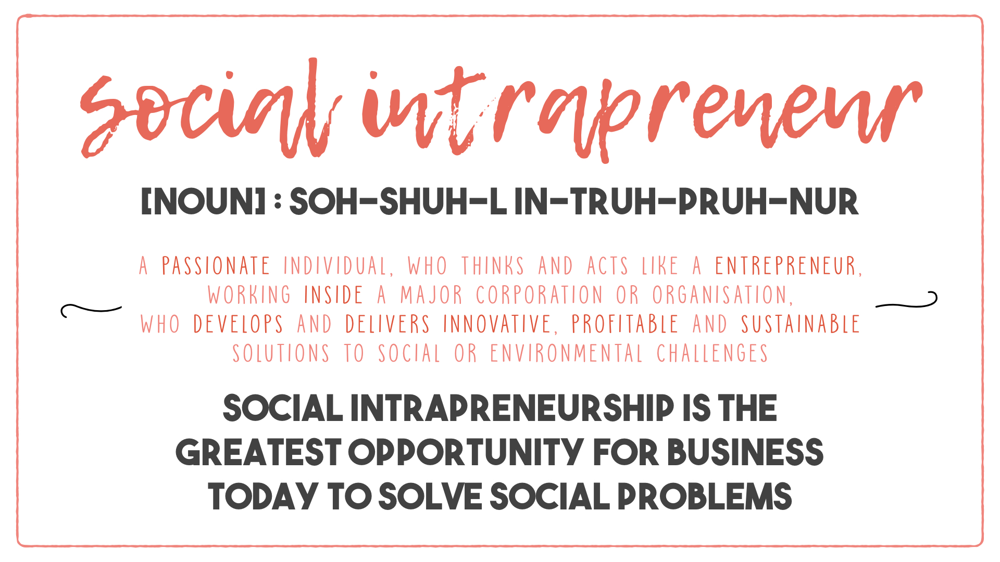 social intrapreneur
[NOUN] : SOH-SHUH-L IN-TRUH-PRUH-NUR
A PASSIONATE INDIVIDUAL, WHO THINKS AND ACTS LIKE A ENTREPRENEUR,
WORKING INSIDE A MAJOR CORPORATION OR ORGANISATION,
WHO DEVELOPS AND DELIVERS INNOVATIVE, PROFITABLE AND SUSTAINABLE
SOLUTIONS TO SOCIAL OR ENVIRONMENTAL CHALLENGES
SOCIAL INTRAPRENEURSHIP IS THE
GREATEST OPPORTUNITY FOR BUSINESS
TODAY TO SOLVE SOCIAL PROBLEMS